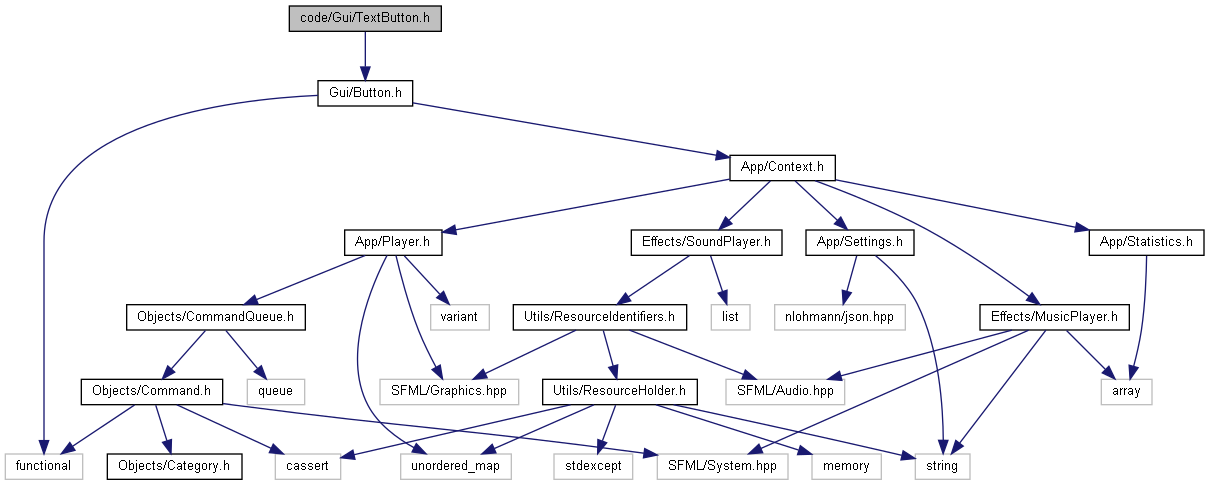 code/Gui/TextButton.h
Gui/Button.h
App/Context.h
App/Player.h
Effects/SoundPlayer.h
App/Settings.h
App/Statistics.h
Objects/CommandQueue.h
variant
Utils/ResourceIdentifiers.h
list
nlohmann/json.hpp
Effects/MusicPlayer.h
Objects/Command.h
queue
SFML/Graphics.hpp
Utils/ResourceHolder.h
SFML/Audio.hpp
array
functional
Objects/Category.h
cassert
unordered_map
stdexcept
SFML/System.hpp
memory
string